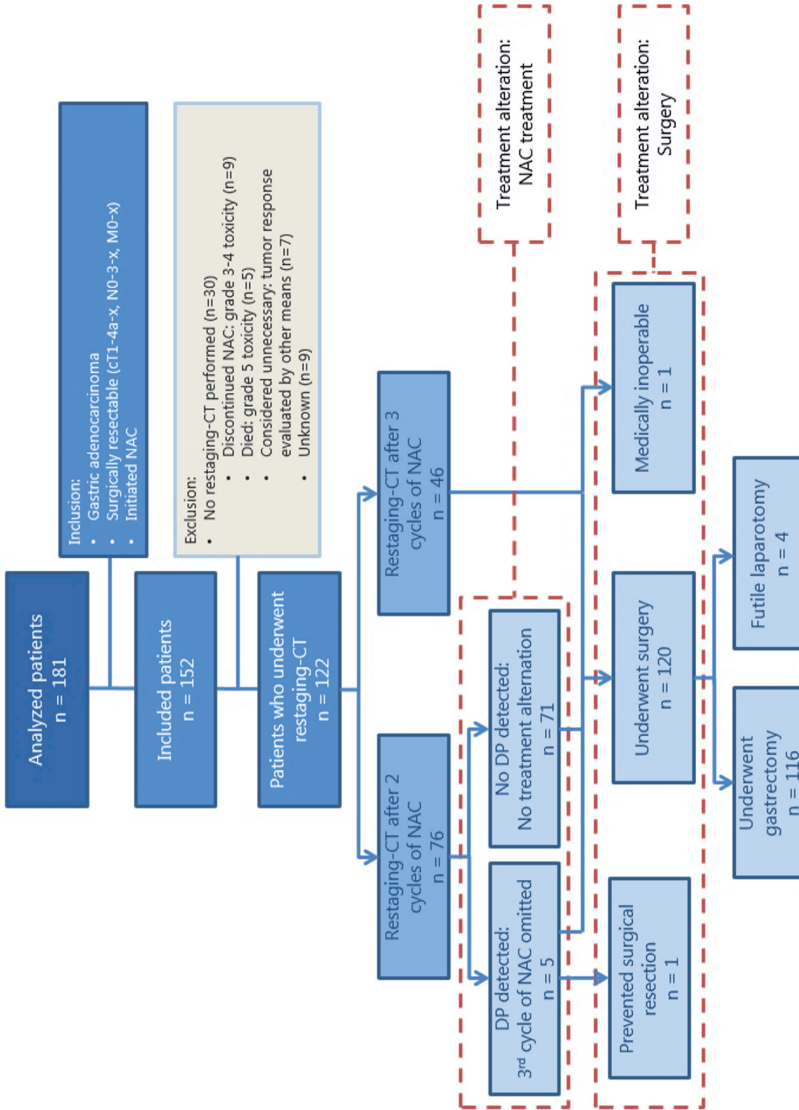 Analyzed patients
n = 181
Inclusion:
• Gastric adenocarcinoma
• Surgically resectable (cT1-4a-x, N0-3-x, M0-x)
• Initiated NAC
Included patients
n = 152
Exclusion:
• No restaging-CT performed (n=30)
• Discontinued NAC: grade 3-4 toxicity (n=9)
• Died: grade 5 toxicity (n=5)
• Considered unnecessary: tumor response
evaluated by other means (n=7)
• Unknown (n=9)
Patients who underwent
restaging-CT
n = 122
Restaging-CT after 2
cycles of NAC
n = 76
Restaging-CT after 3
cycles of NAC
n = 46
DP detected:
3rd cycle of NAC omitted
n = 5
No DP detected:
No treatment alternation
n = 71
Treatment alteration:
NAC treatment
Prevented surgical
resection
n = 1
Underwent surgery
n = 120
Medically inoperable
n = 1
Treatment alteration:
Surgery
Underwent
gastrectomy
n = 116
Futile laparotomy
n = 4